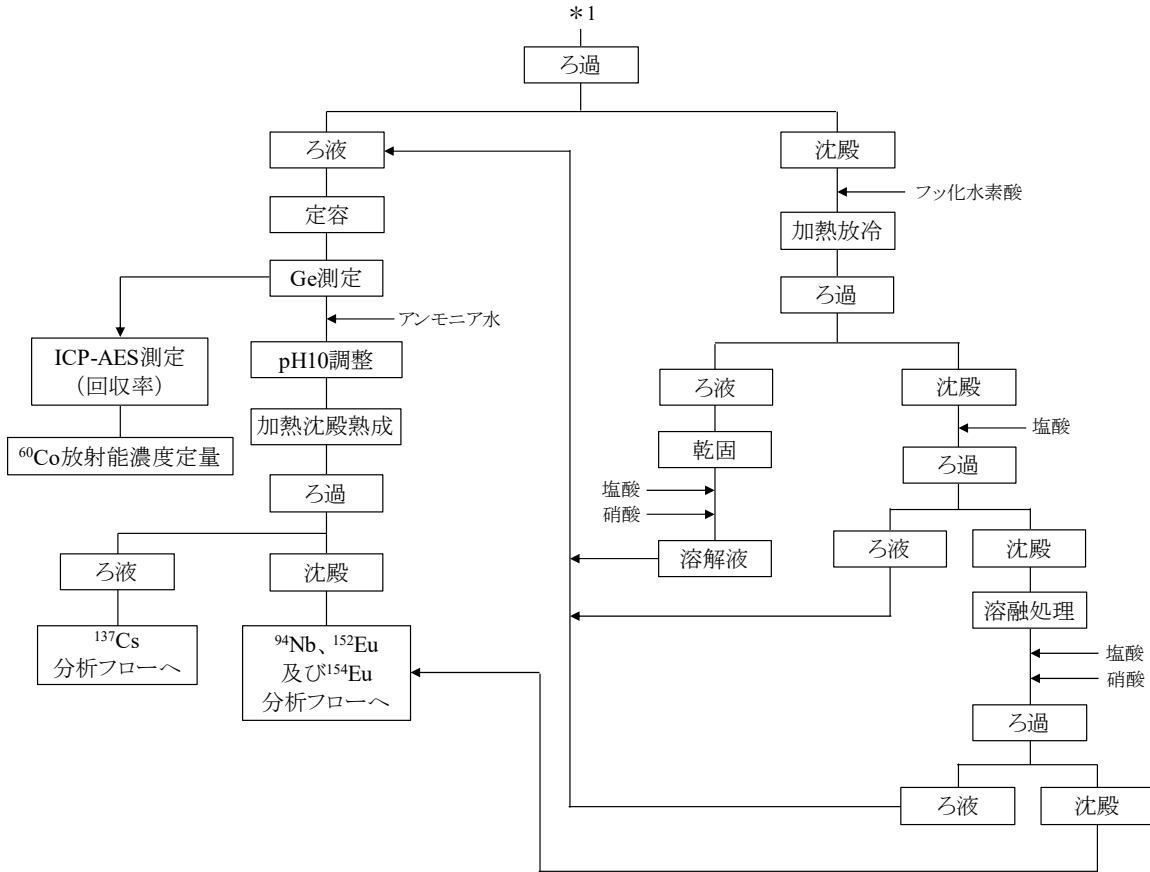 ＊1
ろ過
ろ液
沈殿
フッ化水素酸
定容
加熱放冷
Ge測定
ろ過
アンモニア水
ICP-AES測定
（回収率）
pH10調整
ろ液
沈殿
加熱沈殿熟成
塩酸
⁶⁰Co放射能濃度定量
乾固
ろ過
ろ過
塩酸
硝酸
ろ液
沈殿
溶解液
ろ液
沈殿
溶融処理
¹³⁷Cs
分析フローへ
⁹⁴Nb、¹⁵²Eu
及び¹⁵⁴Eu
分析フローへ
塩酸
硝酸
ろ過
ろ液
沈殿